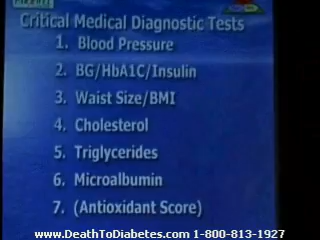 Critical Medical Diagnostic Tests
1. Blood Pressure
2. BG/HbA1C/Insulin
3. Waist Size/BMI
4. Cholesterol
5. Triglycerides
6. Microalbumin
7. (Antioxidant Score)
www.DeathToDiabetes.com 1-800-813-1927